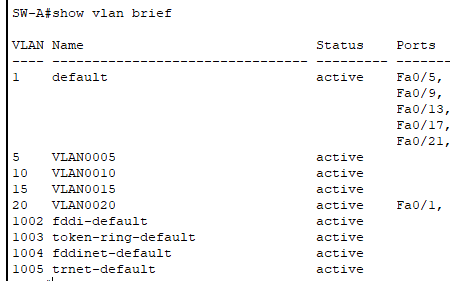 SW-A#show vlan brief
VLAN Name                             Status    Ports
---- -------------------------------- --------- -------
1    default                          active    Fa0/5,
                                                Fa0/9,
                                                Fa0/13,
                                                Fa0/17,
                                                Fa0/21,
5    VLAN0005                         active
10   VLAN0010                         active
15   VLAN0015                         active
20   VLAN0020                         active    Fa0/1,
1002 fddi-default                     active
1003 token-ring-default               active
1004 fddinet-default                  active
1005 trnet-default                    active